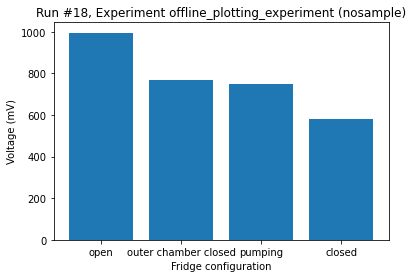 Run #18, Experiment offline_plotting_experiment (nosample)
1000
800
600
400
200
0
Voltage (mV)
open outer chamber closed pumping closed
Fridge configuration